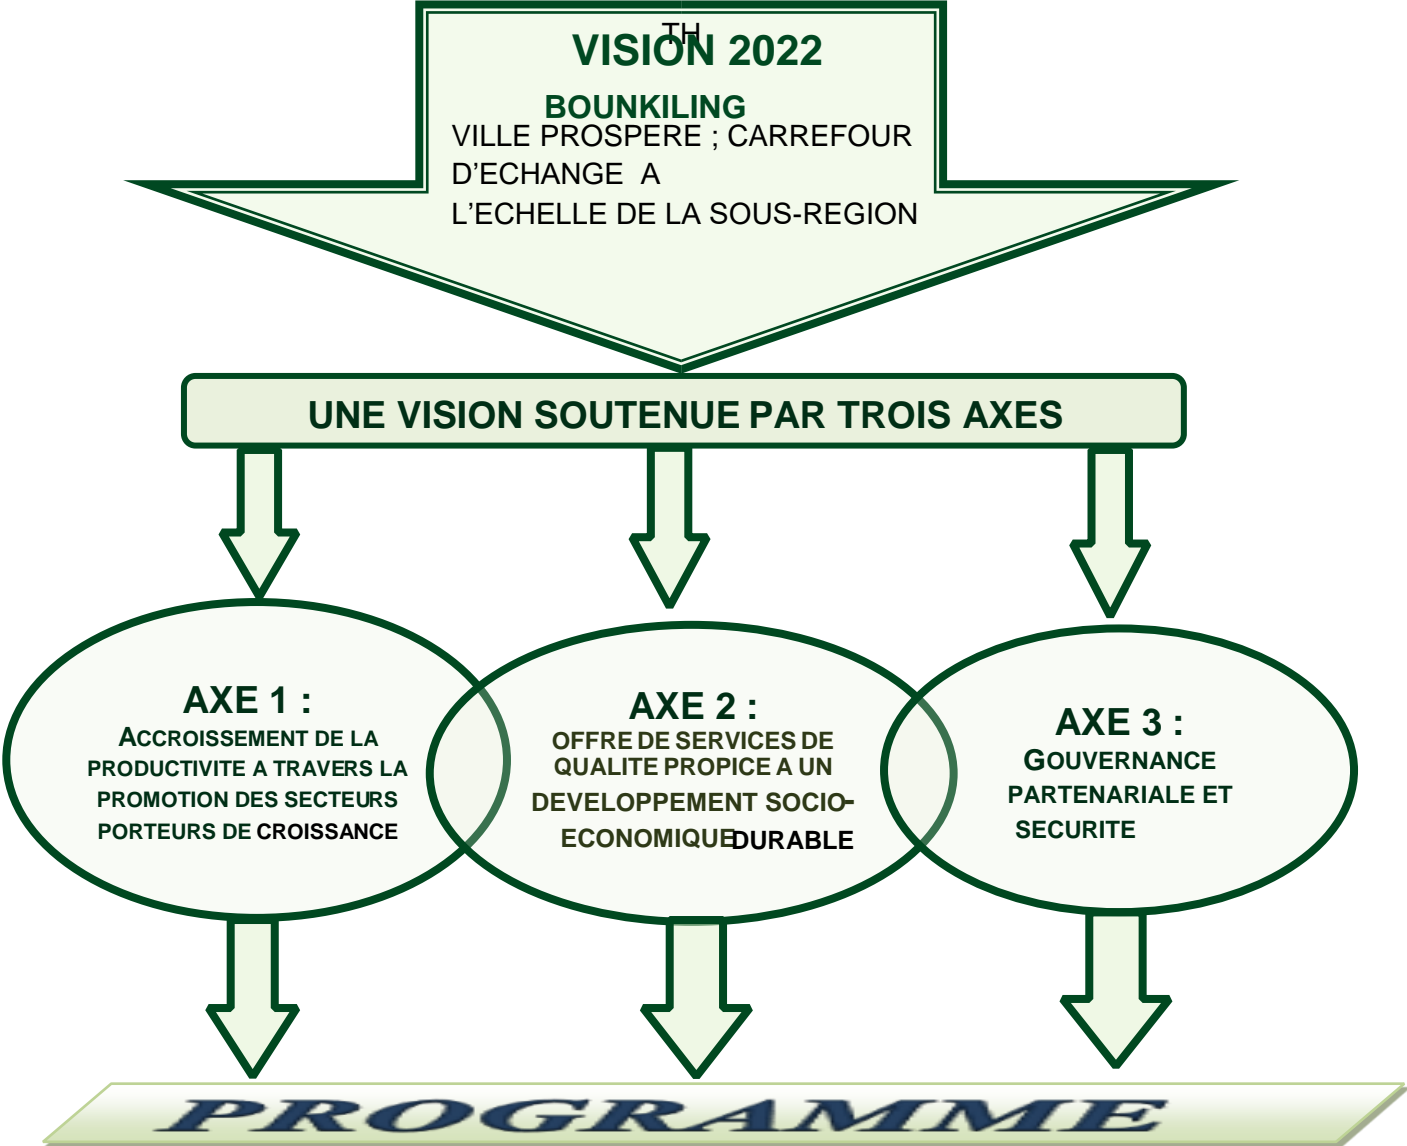 TH
VISION 2022
BOUNKILING
VILLE PROSPERE ; CARREFOUR
D’ECHANGE A
L’ECHELLE DE LA SOUS-REGION
UNE VISION SOUTENUE PAR TROIS AXES
AXE 1 :
ACCROISSEMENT DE LA
PRODUCTIVITE A TRAVERS LA
PROMOTION DES SECTEURS
PORTEURS DE CROISSANCE
AXE 2 :
OFFRE DE SERVICES DE
QUALITE PROPICE A UN
DEVELOPPEMENT SOCIO-
ECONOMIQUE DURABLE
AXE 3 :
GOUVERNANCE
PARTENARIALE ET
SECURITE
PROGRAMME